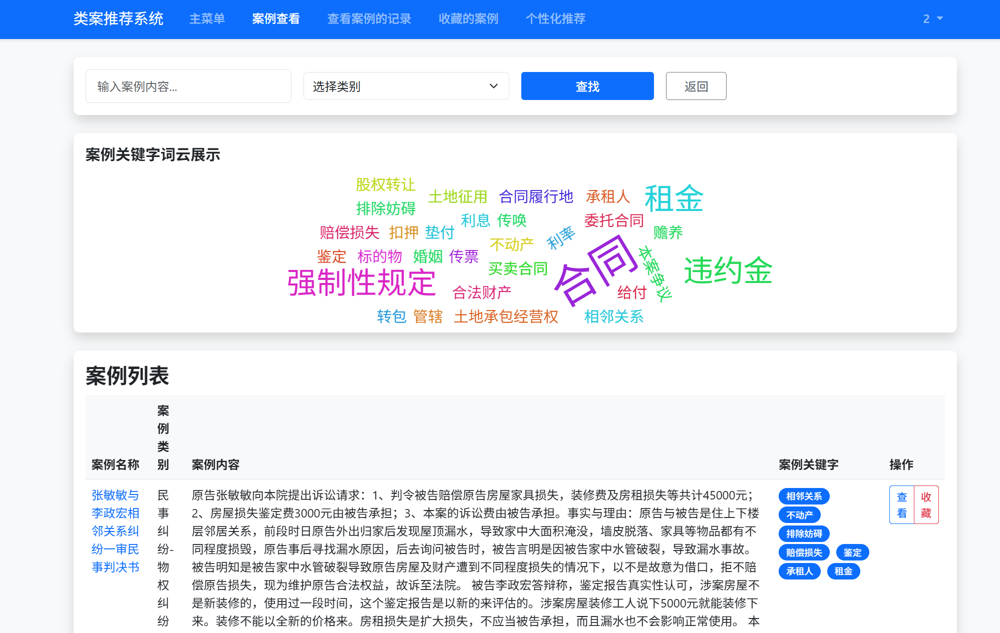 类案推荐系统 主菜单 案例查看 查看案例的记录 收藏的案例 个性化推荐 2
输入案例内容... 选择类别 查找 返回
案例关键字词云展示
股权转让
土地征用 合同履行地 承租人 租金
排除妨碍
利息 传唤 委托合同
赔偿损失 扣押 垫付 利率 赡养
不动产
鉴定 标的物 婚姻 传票 合同 本案争议 违约金
买卖合同
强制性规定 合法财产 给付
转包 管辖 土地承包经营权 相邻关系
案例列表
案例名称 案例类别 案例内容 案例关键字 操作
张敏敏与
李政宏相
邻关系纠
纷一审民
事判决书
民
事
纠
纷-
物
权
纠
纷
原告张敏敏向本院提出诉讼请求：1、判令被告赔偿原告房屋家具损失，装修费及房租损失等共计45000元；
2、房屋损失鉴定费3000元由被告承担；3、本案的诉讼费由被告承担。事实与理由：原告与被告是住上下楼
层邻居关系，前段时日原告外出归家后发现屋顶漏水，导致家中大面积淹没，墙皮脱落、家具等物品都有不
同程度损毁，原告事后寻找漏水原因，后去询问被告时，被告言明是因被告家中水管破裂，导致漏水事故。
被告明知是被告家中水管破裂导致原告房屋及财产遭到不同程度损失的情况下，以不是故意为借口，拒不赔
偿原告损失，现为维护原告合法权益，故诉至法院。 被告李政宏答辩称，鉴定报告真实性认可，涉案房屋不
是新装修的，使用过一段时间，这个鉴定报告是以新的来评估的。涉案房屋装修工人说下5000元就能装修下
来。装修不能以全新的价格来。房租损失是扩大损失，不应当被告承担，而且漏水也不会影响正常使用。 本
相邻关系
不动产
排除妨碍
赔偿损失 鉴定
承租人 租金
查看 收藏